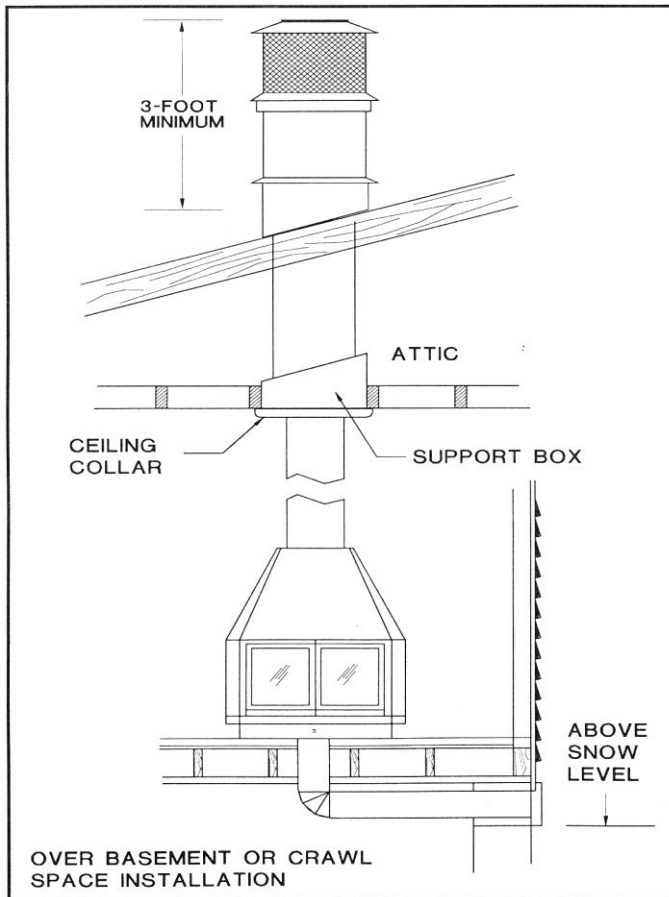 3-FOOT
MINIMUM
ATTIC
CEILING
COLLAR
SUPPORT BOX
ABOVE
SNOW
LEVEL
OVER BASEMENT OR CRAWL
SPACE INSTALLATION